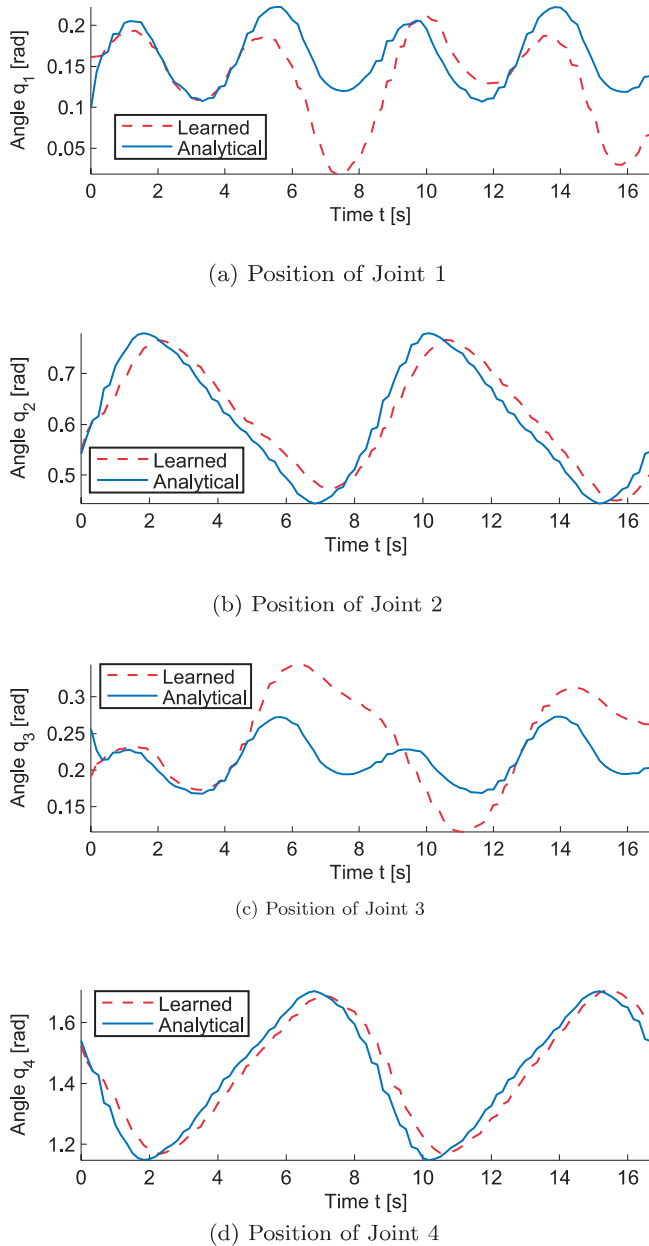 0.2
0.15
0.1
0.05
Angle q1 [rad]
Learned
Analytical
0 2 4 6 8 10 12 14 16
Time t [s]
(a) Position of Joint 1
0.7
0.6
0.5
Angle q2 [rad]
Learned
Analytical
0 2 4 6 8 10 12 14 16
Time t [s]
(b) Position of Joint 2
0.3
0.25
0.2
0.15
Angle q3 [rad]
Learned
Analytical
0 2 4 6 8 10 12 14 16
Time t [s]
(c) Position of Joint 3
1.6
1.4
1.2
Angle q4 [rad]
Learned
Analytical
0 2 4 6 8 10 12 14 16
Time t [s]
(d) Position of Joint 4